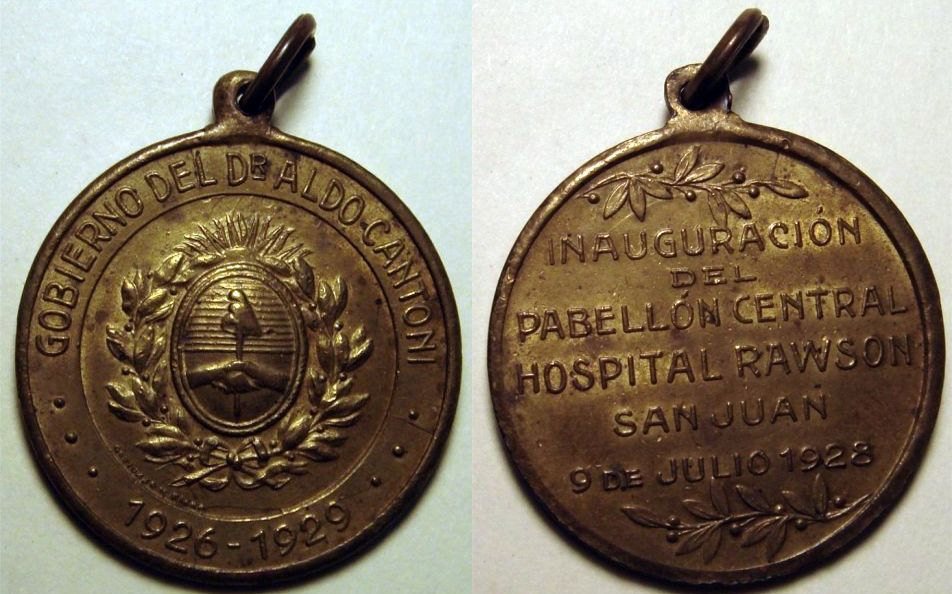 GOBIERNO DEL DR ALDO-CANTONI
1926-1929
INAUGURACIÓN
DEL
PABELLÓN CENTRAL
HOSPITAL RAWSON
SAN JUAN
9 DE JULIO 1928